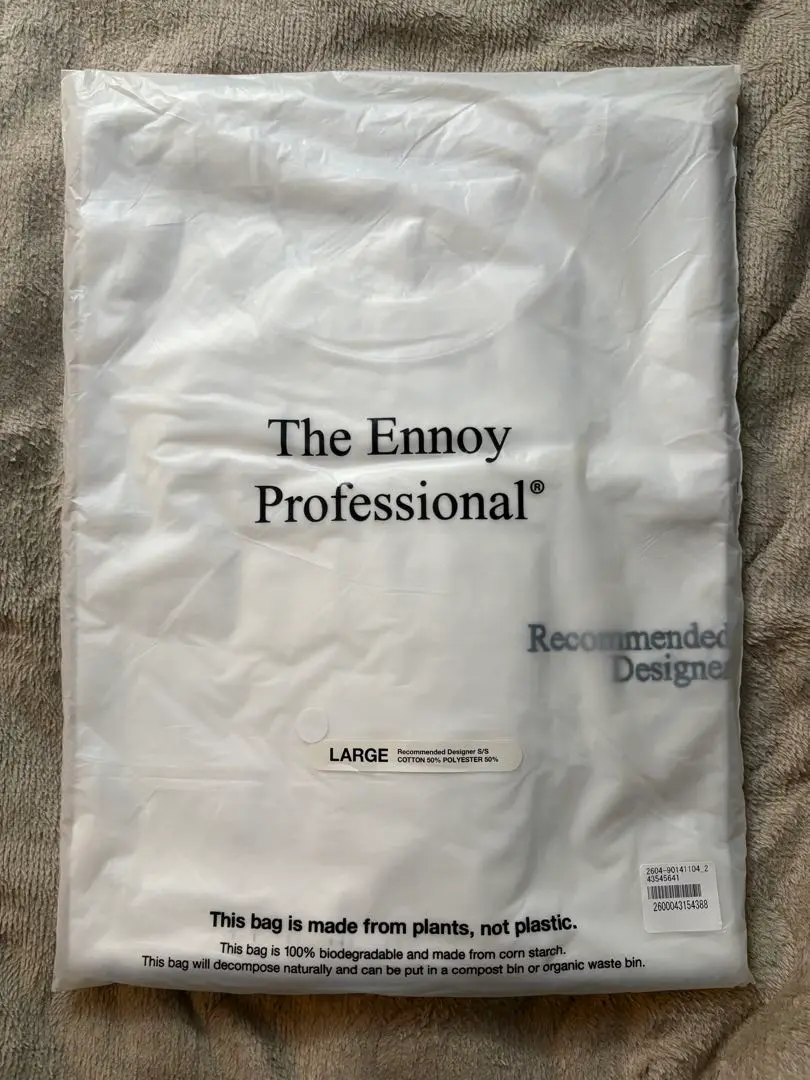 The Ennoy
Professional®
Recommended
Designer
LARGE
Recommended Designer S/S
COTTON 50% POLYESTER 50%
2604-90141104_2
43545641
2600043154388
This bag is made from plants, not plastic.
This bag is 100% biodegradable and made from corn starch.
This bag will decompose naturally and can be put in a compost bin or organic waste bin.